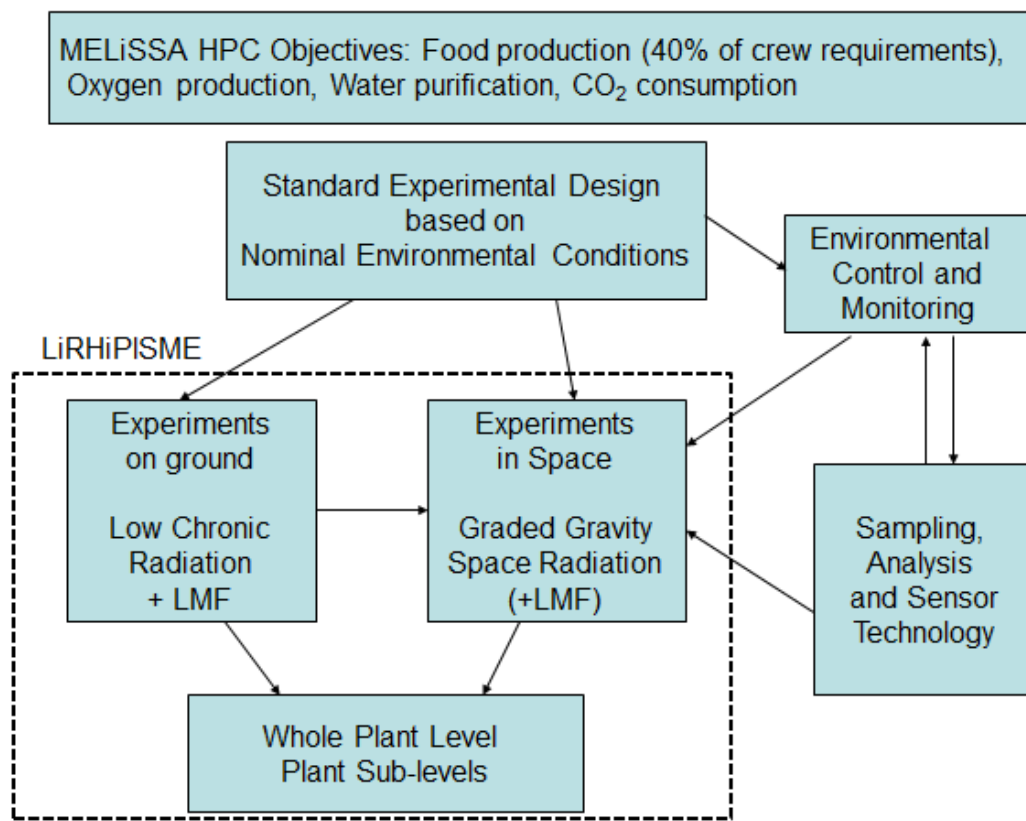 MELiSSA HPC Objectives: Food production (40% of crew requirements),
Oxygen production, Water purification, CO₂ consumption
Standard Experimental Design
based on
Nominal Environmental Conditions
Environmental
Control and
Monitoring
LiRHiPlSME
Experiments
on ground
Low Chronic
Radiation
+ LMF
Experiments
in Space
Graded Gravity
Space Radiation
(+LMF)
Sampling,
Analysis
and Sensor
Technology
Whole Plant Level
Plant Sub-levels